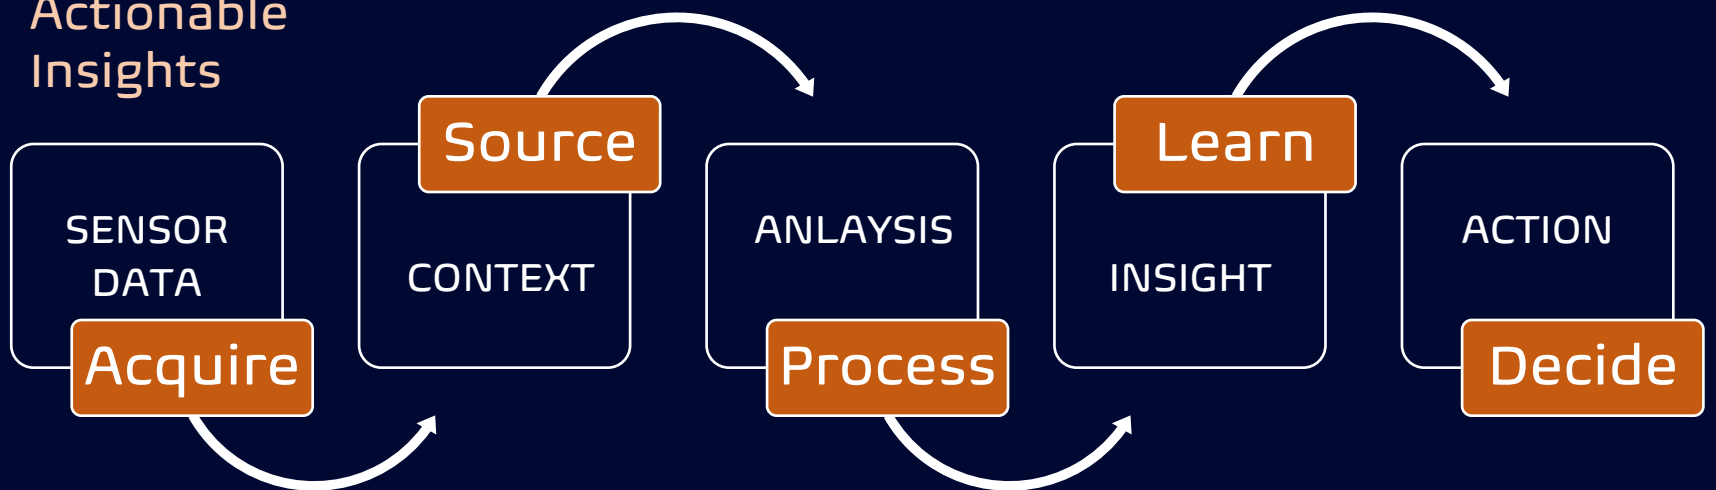 Actionable
Insights
SENSOR
DATA
Acquire
Source
CONTEXT
ANLAYSIS
Process
Learn
INSIGHT
ACTION
Decide